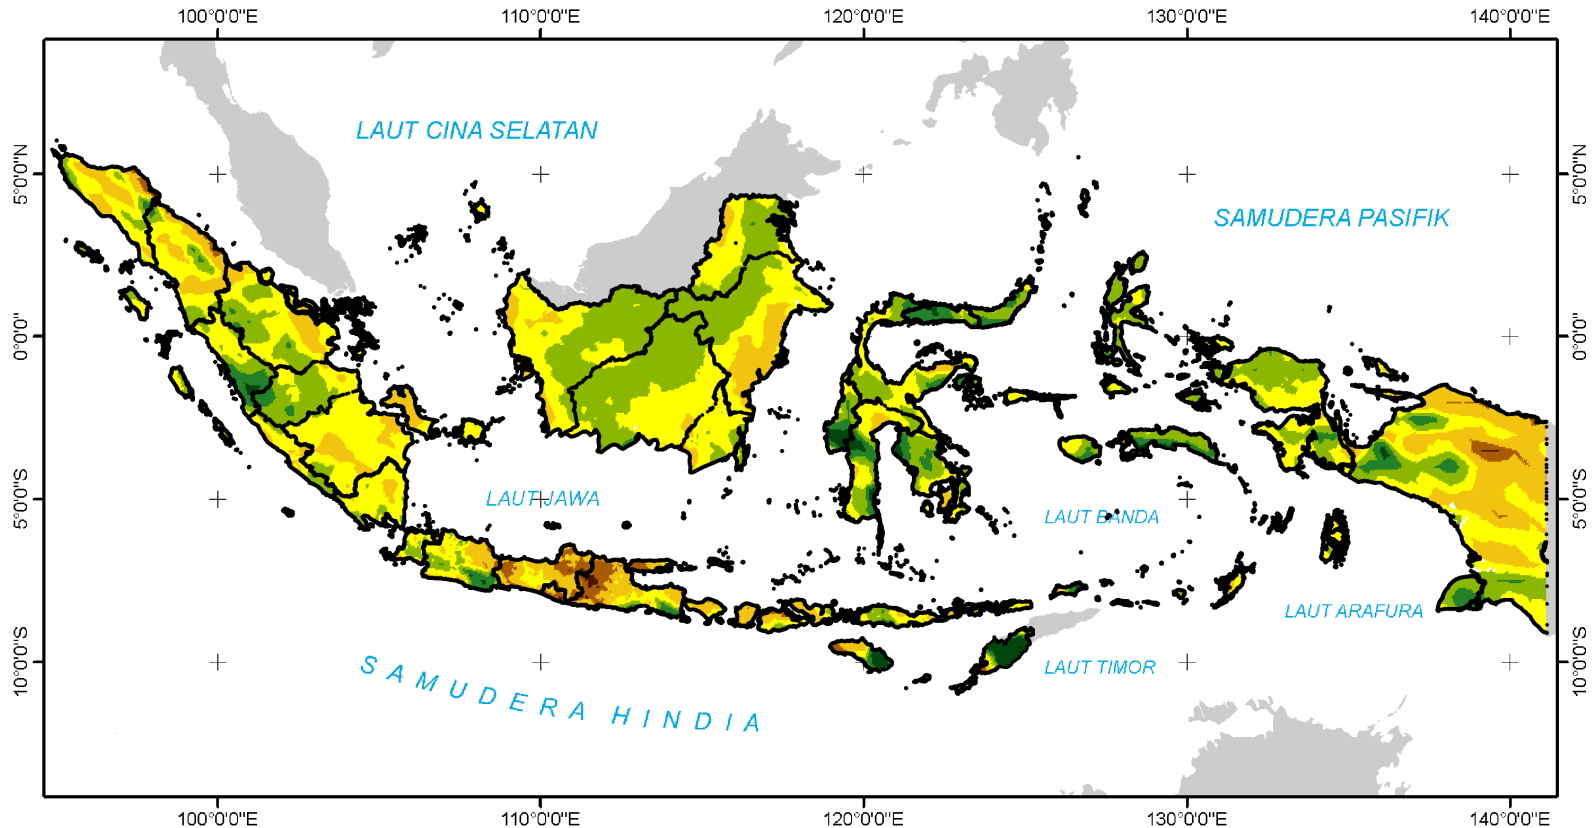 100°0'0"E 110°0'0"E 120°0'0"E 130°0'0"E 140°0'0"E
LAUT CINA SELATAN
5°0'0"N 5°0'0"N
SAMUDERA PASIFIK
0°0'0" 0°0'0"
LAUT JAWA
5°0'0"S 5°0'0"S
LAUT BANDA
LAUT ARAFURA
10°0'0"S 10°0'0"S
LAUT TIMOR
SAMUDERA HINDIA
100°0'0"E 110°0'0"E 120°0'0"E 130°0'0"E 140°0'0"E